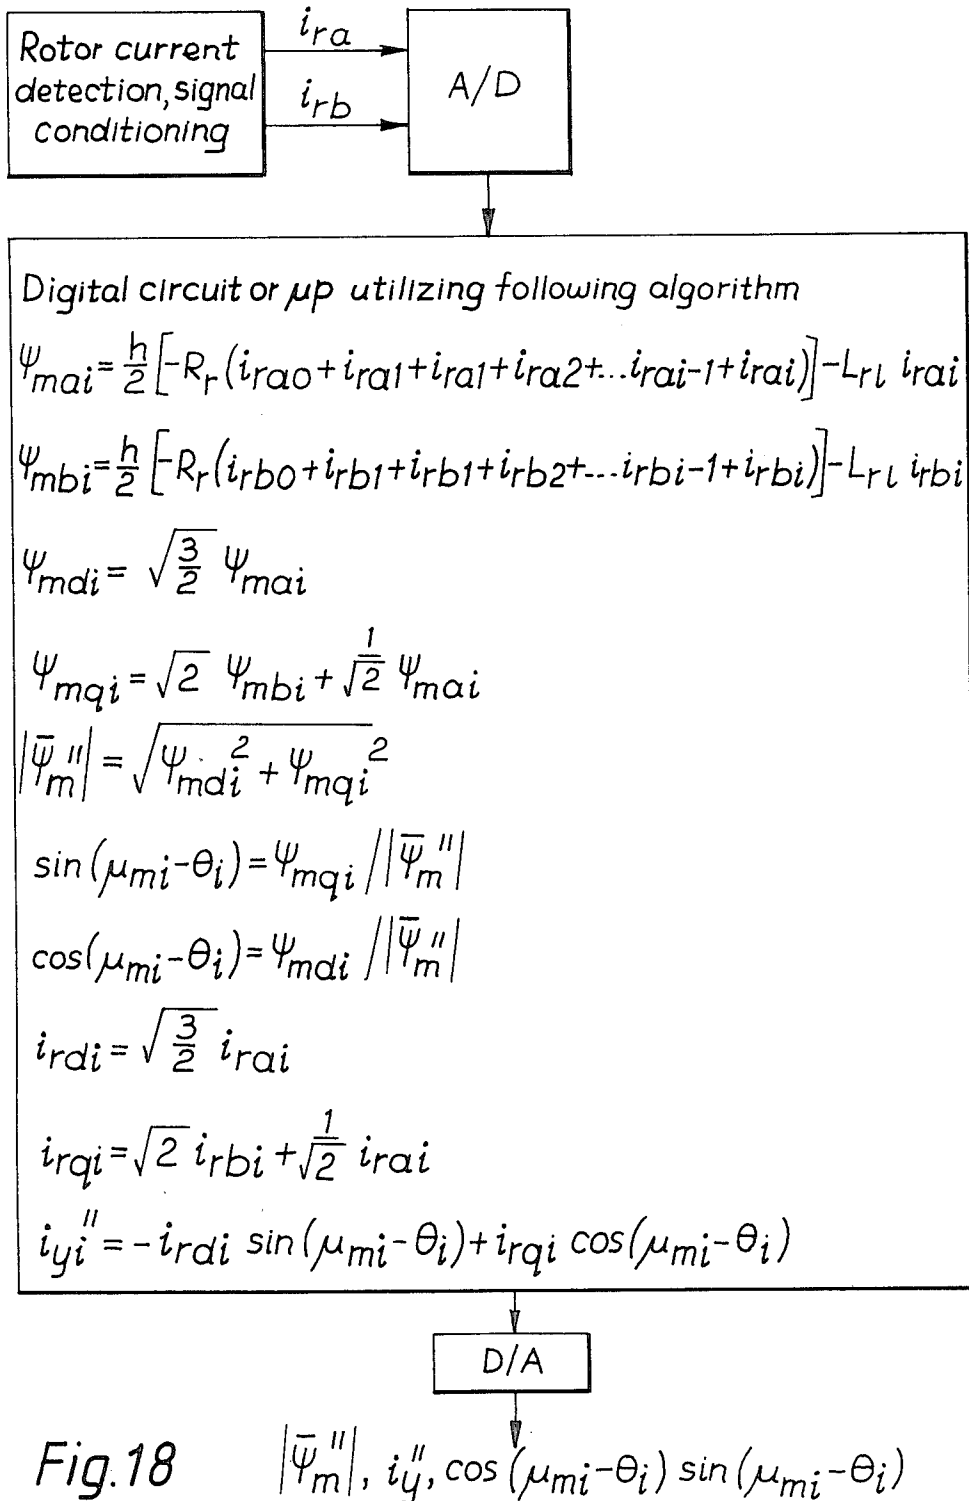 Rotor current
detection, signal
conditioning
i_ra
i_rb
A/D
Digital circuit or μp utilizing following algorithm
ψ_mai = h/2 [-R_r (i_ra0 + i_ra1 + i_ra1 + i_ra2 + ... i_rai-1 + i_rai)] - L_rl i_rai
ψ_mbi = h/2 [-R_r (i_rb0 + i_rb1 + i_rb1 + i_rb2 + ... i_rbi-1 + i_rbi)] - L_rl i_rbi
ψ_mdi = √(3/2) ψ_mai
ψ_mqi = √2 ψ_mbi + 1/√2 ψ_mai
|ψ̄_m''| = √(ψ_mdi² + ψ_mqi²)
sin(μ_mi - θ_i) = ψ_mqi / |ψ̄_m''|
cos(μ_mi - θ_i) = ψ_mdi / |ψ̄_m''|
i_rdi = √(3/2) i_rai
i_rqi = √2 i_rbi + 1/√2 i_rai
i_yi'' = -i_rdi sin(μ_mi - θ_i) + i_rqi cos(μ_mi - θ_i)
D/A
Fig.18 |ψ̄_m''|, i_y'', cos(μ_mi - θ_i) sin(μ_mi - θ_i)